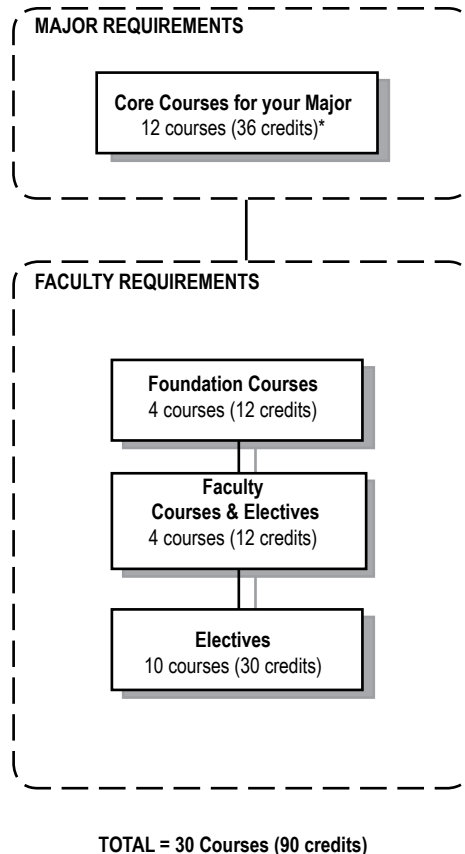 MAJOR REQUIREMENTS
Core Courses for your Major
12 courses (36 credits)*
FACULTY REQUIREMENTS
Foundation Courses
4 courses (12 credits)
Faculty
Courses & Electives
4 courses (12 credits)
Electives
10 courses (30 credits)
TOTAL = 30 Courses (90 credits)